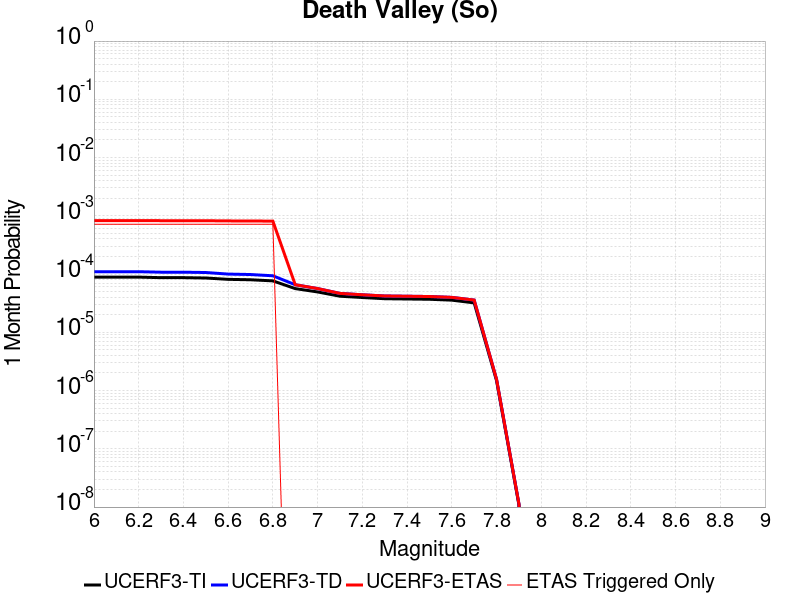 Death Valley (So)
10^0
10^-1
10^-2
10^-3
10^-4
10^-5
10^-6
10^-7
10^-8
1 Month Probability
6 6.2 6.4 6.6 6.8 7 7.2 7.4 7.6 7.8 8 8.2 8.4 8.6 8.8 9
Magnitude
UCERF3-TI UCERF3-TD UCERF3-ETAS ETAS Triggered Only